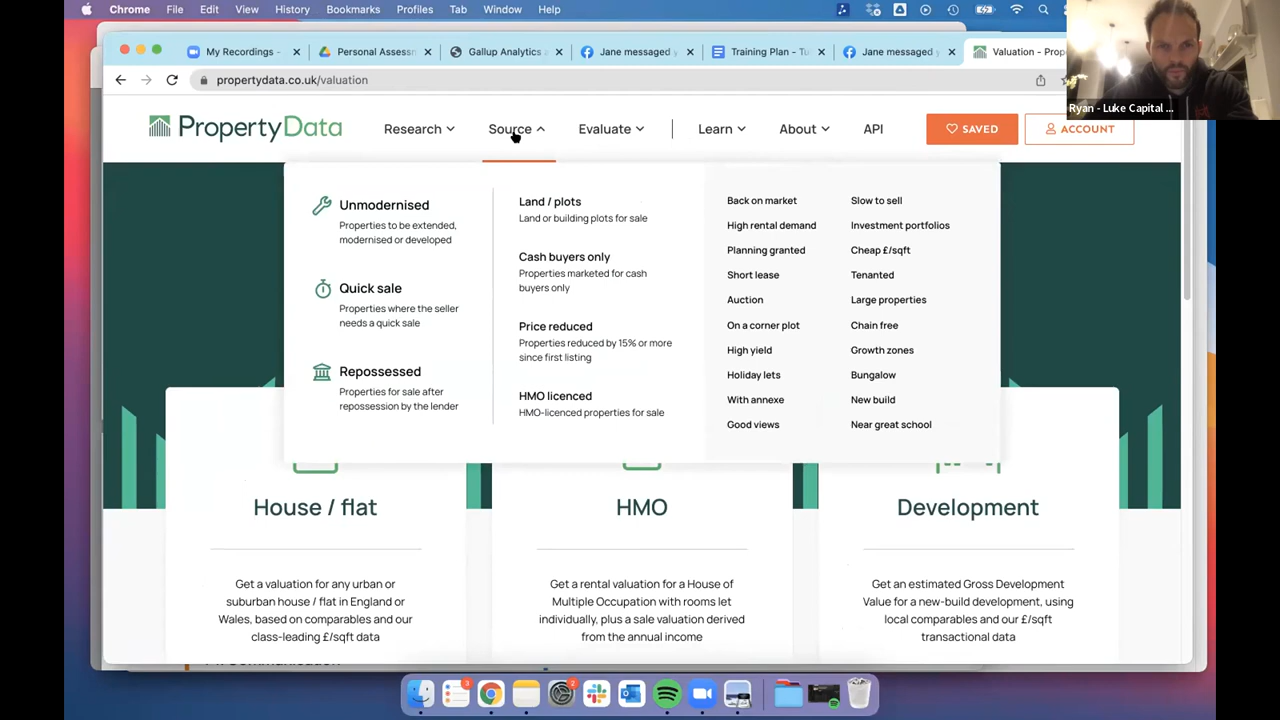 Chrome File Edit View History Bookmarks Profiles Tab Window Help
My Recordings - Personal Assessm Gallup Analytics Jane messaged y Training Plan - Tu Jane messaged y Valuation - Prop
propertydata.co.uk/valuation
Ryan - Luke Capital ...
PropertyData
Research Source Evaluate Learn About API SAVED ACCOUNT
Unmodernised
Properties to be extended,
modernised or developed
Quick sale
Properties where the seller
needs a quick sale
Repossessed
Properties for sale after
repossession by the lender
Land / plots
Land or building plots for sale
Cash buyers only
Properties marketed for cash
buyers only
Price reduced
Properties reduced by 15% or more
since first listing
HMO licenced
HMO-licenced properties for sale
Back on market
High rental demand
Planning granted
Short lease
Auction
On a corner plot
High yield
Holiday lets
With annexe
Good views
Slow to sell
Investment portfolios
Cheap £/sqft
Tenanted
Large properties
Chain free
Growth zones
Bungalow
New build
Near great school
House / flat
Get a valuation for any urban or
suburban house / flat in England or
Wales, based on comparables and our
class-leading £/sqft data
HMO
Get a rental valuation for a House of
Multiple Occupation with rooms let
individually, plus a sale valuation derived
from the annual income
Development
Get an estimated Gross Development
Value for a new-build development, using
local comparables and our £/sqft
transactional data
3
2